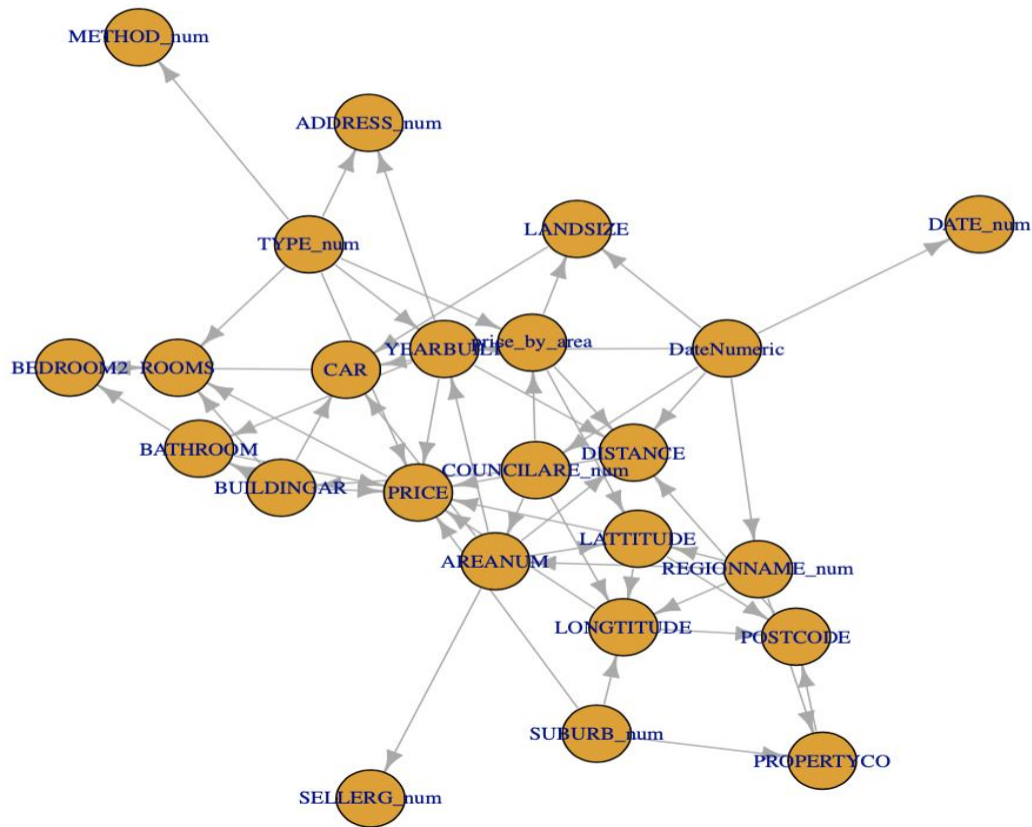 METHOD_num
ADDRESS_num
TYPE_num
LANDSIZE
DATE_num
YEARBUILT
price_by_area
DateNumeric
BEDROOM2
ROOMS
CAR
BATHROOM
COUNCILARE_num
DISTANCE
BUILDINGAR
PRICE
LATTITUDE
AREANUM
REGIONNAME_num
LONGTITUDE
POSTCODE
SUBURB_num
PROPERTYCO
SELLERG_num